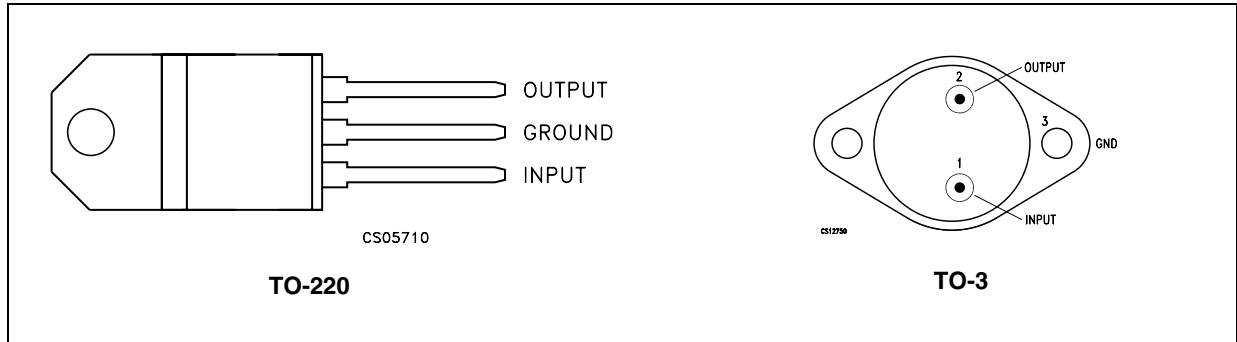 OUTPUT
GROUND
INPUT
CS05710
TO-220
2
OUTPUT
3
GND
1
INPUT
CS12750
TO-3